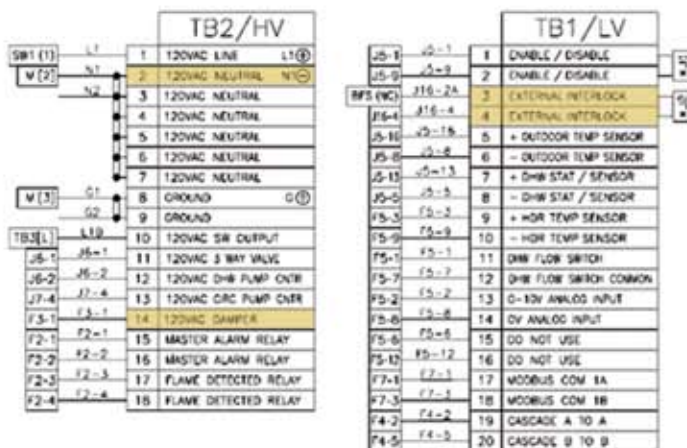 TB2/HV
SW1 (1) L1 1 120VAC LINE L1
W(2) N1 2 120VAC NEUTRAL N1
N2 3 120VAC NEUTRAL
4 120VAC NEUTRAL
5 120VAC NEUTRAL
6 120VAC NEUTRAL
7 120VAC NEUTRAL
W(3) G1 8 GROUND G
G2 9 GROUND
TB3[L] L1B 10 120VAC SW OUTPUT
J6-1 J6-1 11 120VAC 3 WAY VALVE
J6-2 J6-2 12 120VAC DHW PUMP CNTR
J7-4 J7-4 13 120VAC CIRC PUMP CNTR
F3-1 F3-1 14 120VAC DAMPER
F2-1 F2-1 15 MASTER ALARM RELAY
F2-2 F2-2 16 MASTER ALARM RELAY
F2-3 F2-3 17 FLAME DETECTED RELAY
F2-4 F2-4 18 FLAME DETECTED RELAY
TB1/LV
J5-1 J5-1 1 ENABLE / DISABLE
J5-9 J5-9 2 ENABLE / DISABLE
(NC) J16-2A 3 EXTERNAL INTERLOCK
J16-4 J16-4 4 EXTERNAL INTERLOCK
J5-16 J5-16 5 + OUTDOOR TEMP SENSOR
J5-8 J5-8 6 - OUTDOOR TEMP SENSOR
J5-13 J5-13 7 + DHW STAT / SENSOR
J5-5 J5-5 8 - DHW STAT / SENSOR
F5-3 F5-3 9 + HDR TEMP SENSOR
F5-9 F5-9 10 - HDR TEMP SENSOR
F5-1 F5-1 11 DHW FLOW SWITCH
F5-7 F5-7 12 DHW FLOW SWITCH COMMON
F5-2 F5-2 13 0-10V ANALOG INPUT
F5-8 F5-8 14 0V ANALOG INPUT
F5-6 F5-6 15 DO NOT USE
F5-12 F5-12 16 DO NOT USE
F7-1 F7-1 17 MODBUS COM 1A
F7-3 F7-3 18 MODBUS COM 1B
F4-2 F4-2 19 CASCADE A TO A
F4-5 F4-5 20 CASCADE B TO B